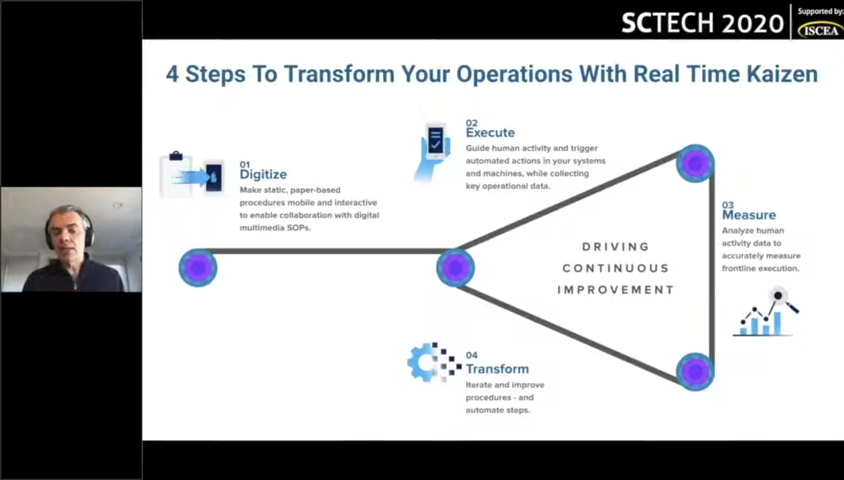 SCTECH 2020
Supported by:
ISCEA
4 Steps To Transform Your Operations With Real Time Kaizen
01
Digitize
Make static, paper-based
procedures mobile and interactive
to enable collaboration with digital
multimedia SOPs.
02
Execute
Guide human activity and trigger
automated actions in your systems
and machines, while collecting
key operational data.
03
Measure
Analyze human
activity data to
accurately measure
frontline execution.
DRIVING
CONTINUOUS
IMPROVEMENT
04
Transform
Iterate and improve
procedures - and
automate steps.